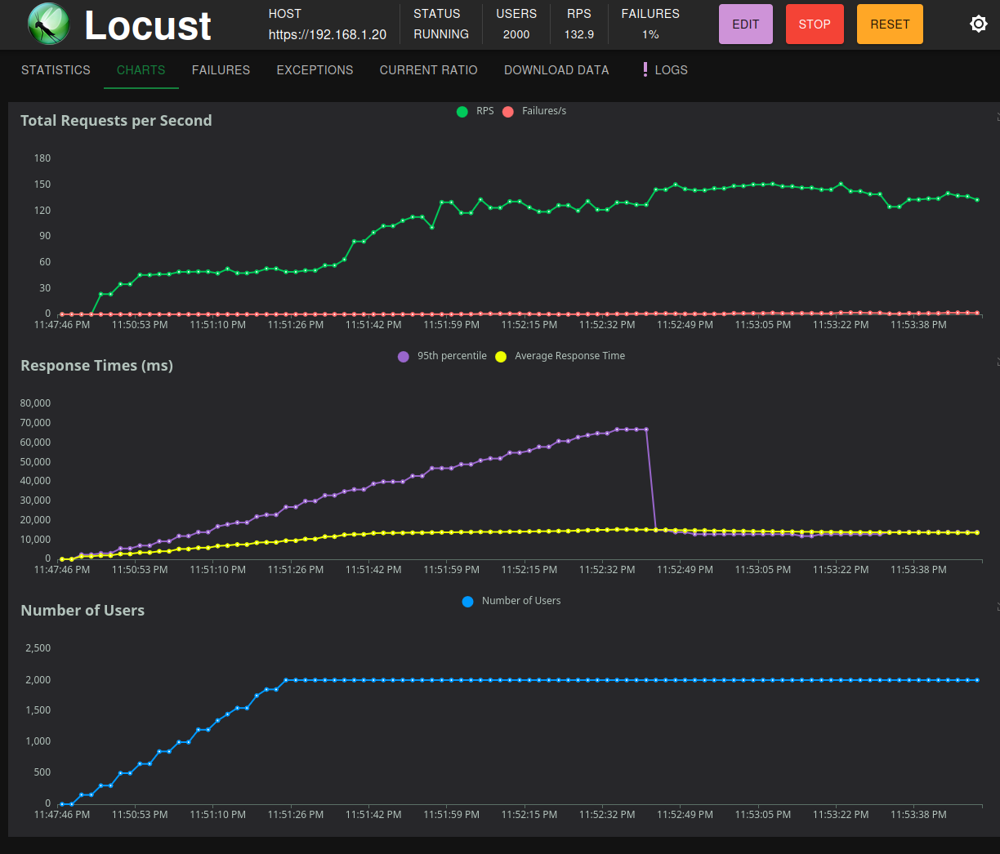 Locust
HOST
https://192.168.1.20
STATUS
RUNNING
USERS
2000
RPS
132.9
FAILURES
1%
EDIT
STOP
RESET
STATISTICS
CHARTS
FAILURES
EXCEPTIONS
CURRENT RATIO
DOWNLOAD DATA
! LOGS
Total Requests per Second
RPS
Failures/s
180
150
120
90
60
30
0
11:47:46 PM 11:50:53 PM 11:51:10 PM 11:51:26 PM 11:51:42 PM 11:51:59 PM 11:52:15 PM 11:52:32 PM 11:52:49 PM 11:53:05 PM 11:53:22 PM 11:53:38 PM
Response Times (ms)
95th percentile
Average Response Time
80,000
70,000
60,000
50,000
40,000
30,000
20,000
10,000
0
11:47:46 PM 11:50:53 PM 11:51:10 PM 11:51:26 PM 11:51:42 PM 11:51:59 PM 11:52:15 PM 11:52:32 PM 11:52:49 PM 11:53:05 PM 11:53:22 PM 11:53:38 PM
Number of Users
Number of Users
2,500
2,000
1,500
1,000
500
0
11:47:46 PM 11:50:53 PM 11:51:10 PM 11:51:26 PM 11:51:42 PM 11:51:59 PM 11:52:15 PM 11:52:32 PM 11:52:49 PM 11:53:05 PM 11:53:22 PM 11:53:38 PM